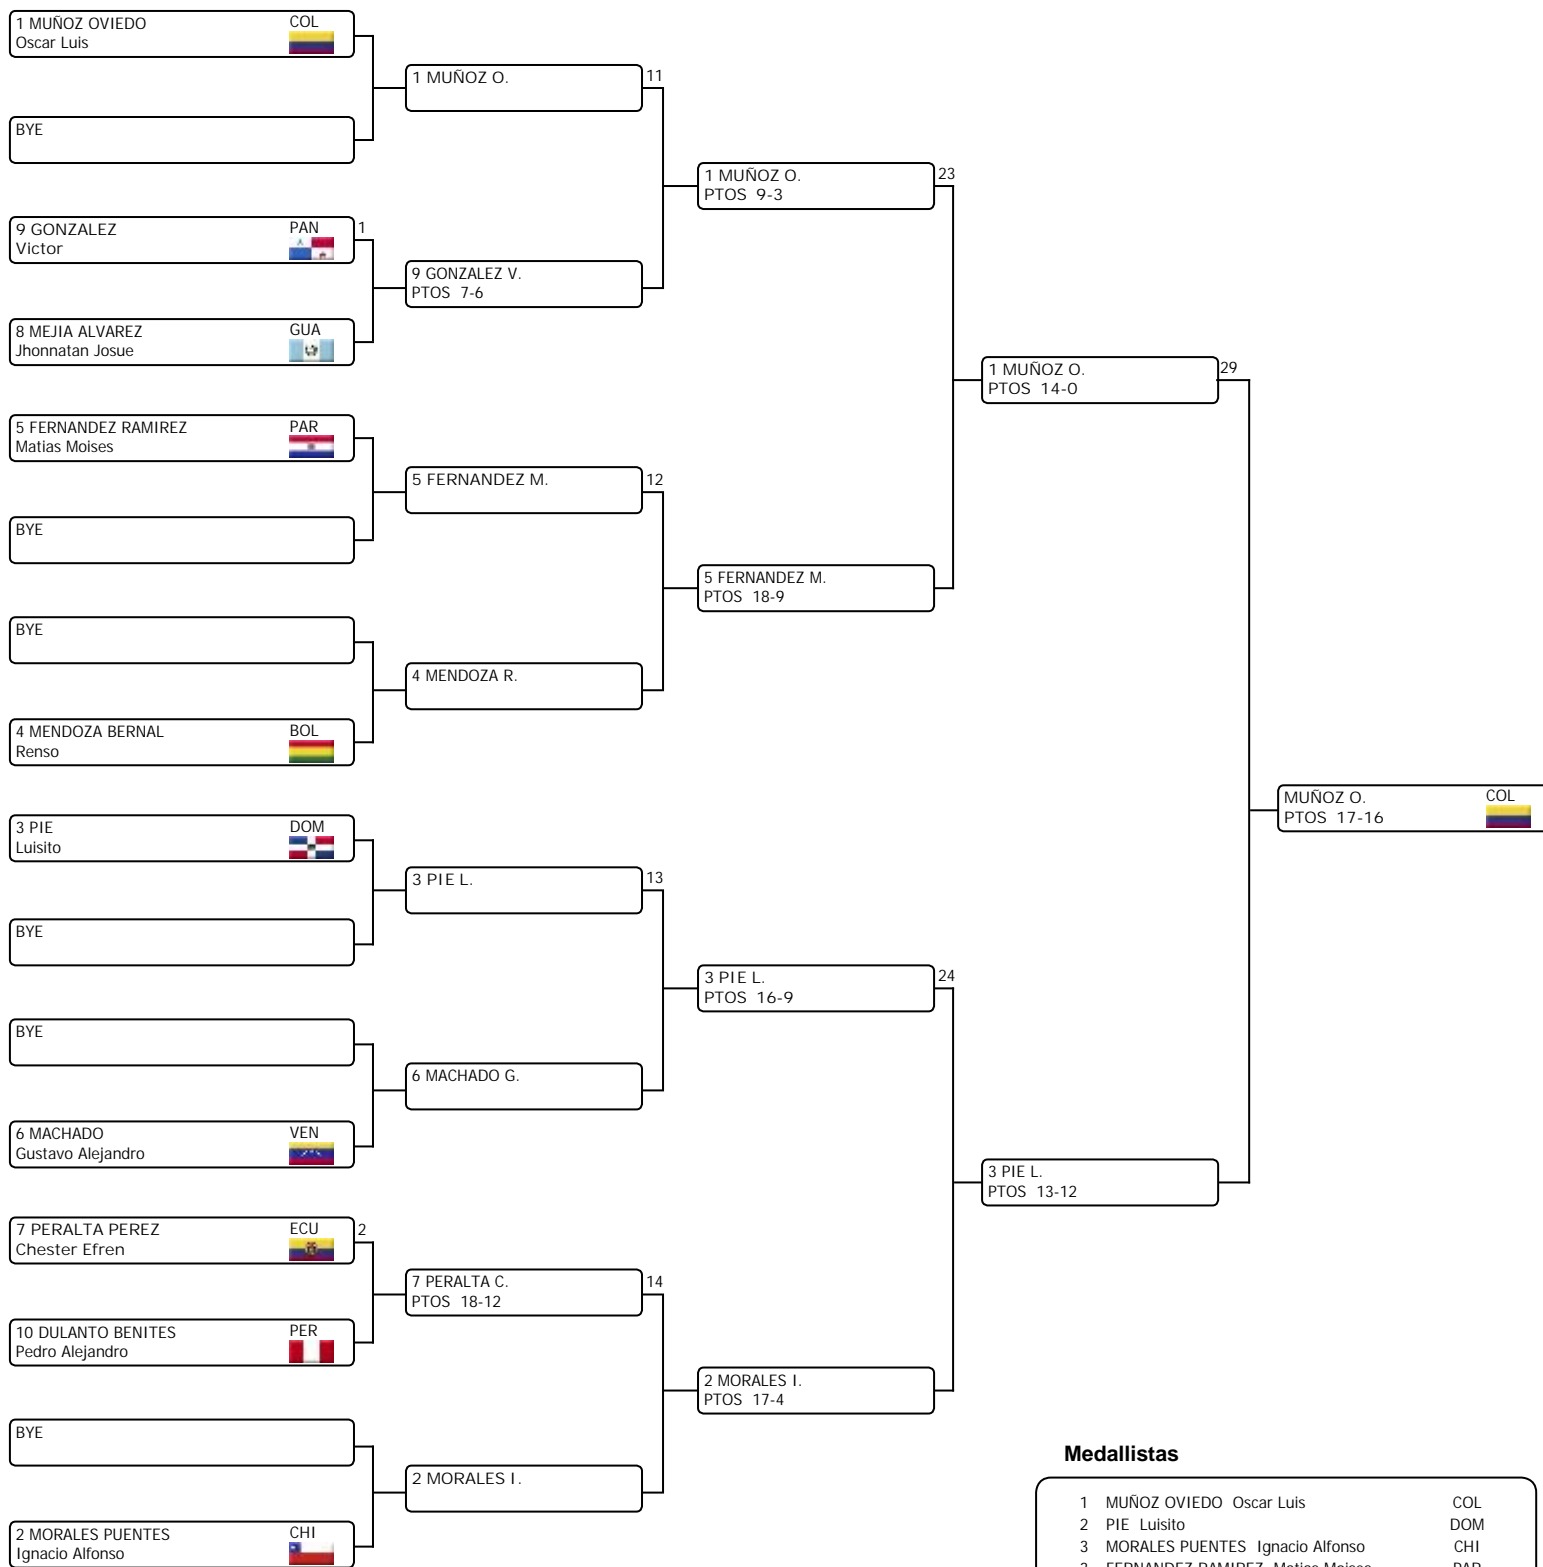 1 MUÑOZ OVIEDO COL
Oscar Luis
BYE
9 GONZALEZ PAN 1
Victor
8 MEJIA ALVAREZ GUA
Jhonnatan Josue
5 FERNANDEZ RAMIREZ PAR
Matias Moises
BYE
BYE
4 MENDOZA BERNAL BOL
Renso
3 PIE DOM
Luisito
BYE
BYE
6 MACHADO VEN
Gustavo Alejandro
7 PERALTA PEREZ ECU 2
Chester Efren
10 DULANTO BENITES PER
Pedro Alejandro
BYE
2 MORALES PUENTES CHI
Ignacio Alfonso
1 MUÑOZ O. 11
9 GONZALEZ V.
PTOS 7-6
5 FERNANDEZ M. 12
4 MENDOZA R.
3 PIE L. 13
6 MACHADO G.
7 PERALTA C. 14
PTOS 18-12
2 MORALES I.
1 MUÑOZ O. 23
PTOS 9-3
5 FERNANDEZ M.
PTOS 18-9
3 PIE L. 24
PTOS 16-9
2 MORALES I.
PTOS 17-4
1 MUÑOZ O. 29
PTOS 14-0
3 PIE L.
PTOS 13-12
MUÑOZ O. COL
PTOS 17-16
Medallistas
1 MUÑOZ OVIEDO Oscar Luis COL
2 PIE Luisito DOM
3 MORALES PUENTES Ignacio Alfonso CHI
3 FERNANDEZ RAMIREZ Matias Moises PAR